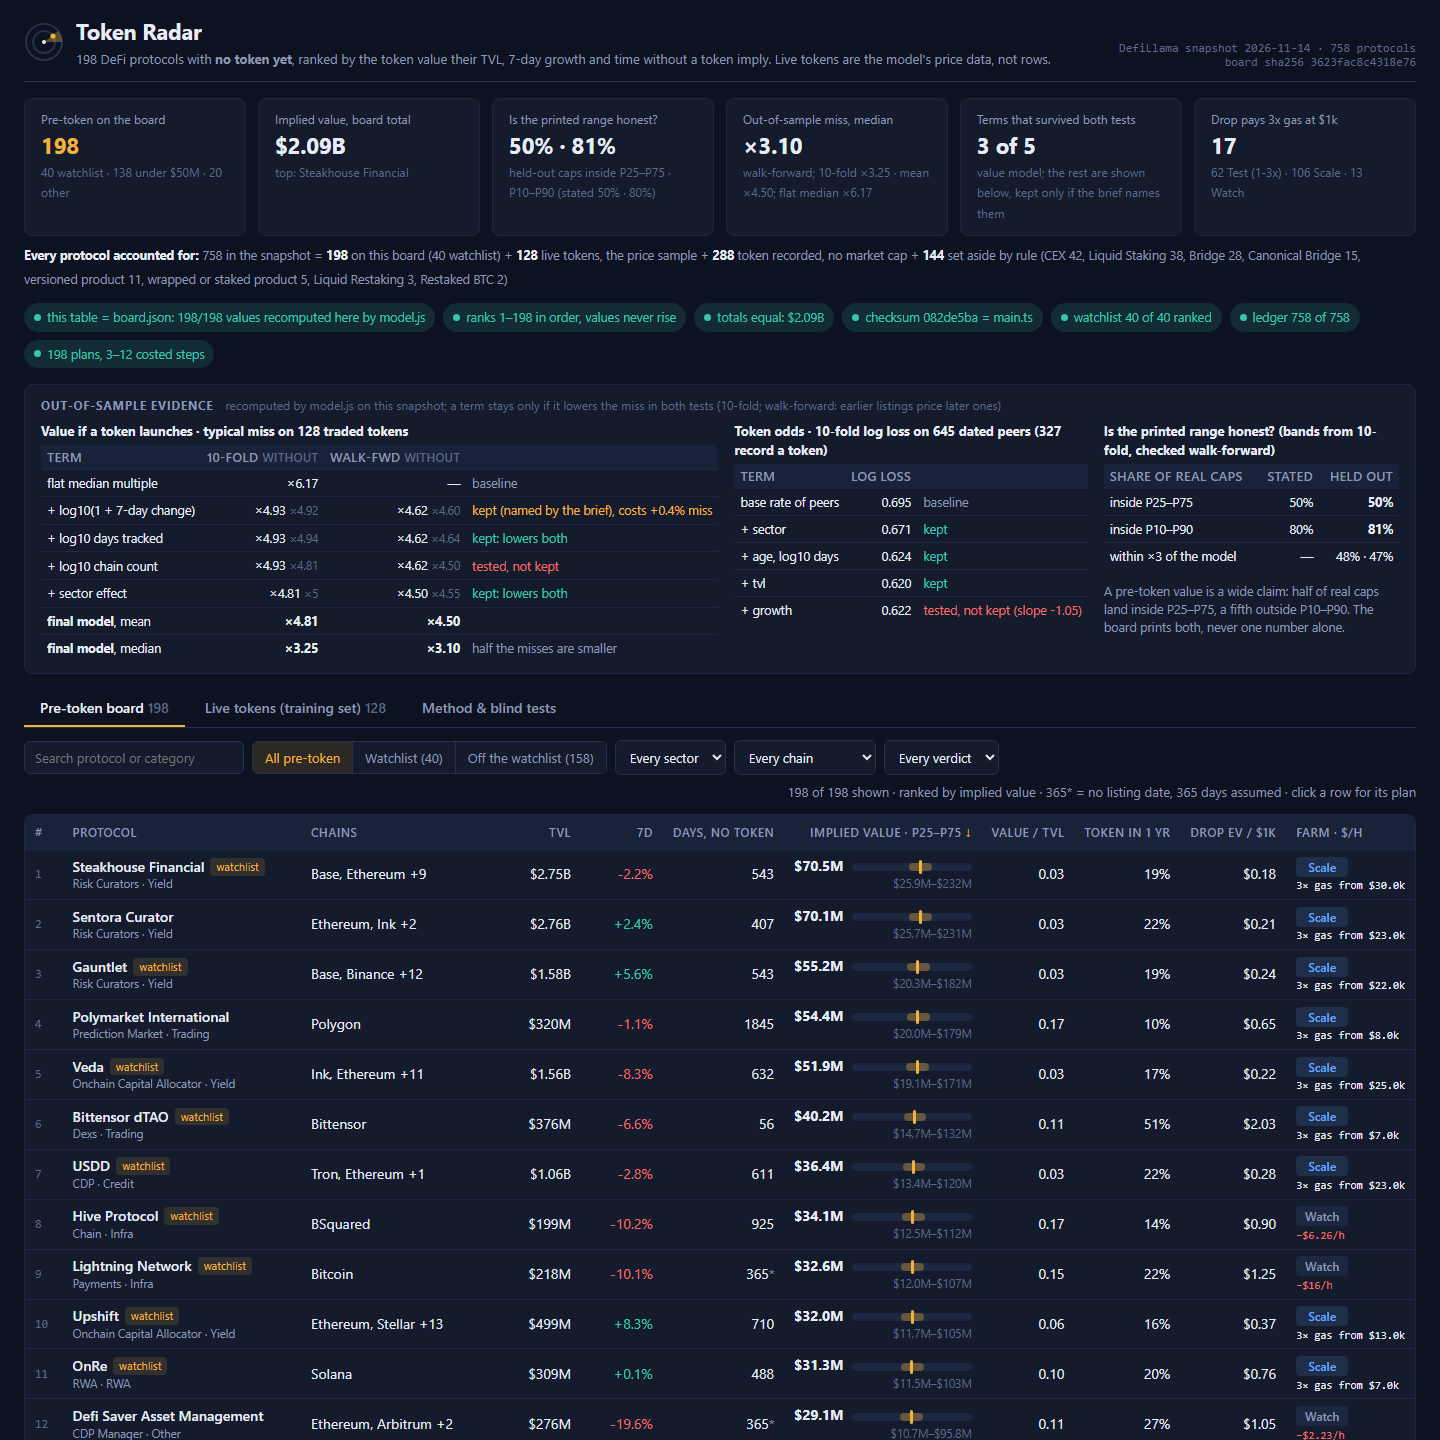 Token Radar
198 DeFi protocols with no token yet, ranked by the token value their TVL, 7-day growth and time without a token imply. Live tokens are the model's price data, not rows.
DefiLlama snapshot 2026-11-14 · 758 protocols
board sha256 3623fac8c4318e76
Pre-token on the board
198
40 watchlist · 138 under $50M · 20 other
Implied value, board total
$2.09B
top: Steakhouse Financial
Is the printed range honest?
50% · 81%
held-out caps inside P25–P75 · P10–P90 (stated 50% · 80%)
Out-of-sample miss, median
×3.10
walk-forward; 10-fold ×3.25 · mean ×4.50; flat median ×6.17
Terms that survived both tests
3 of 5
value model; the rest are shown below, kept only if the brief names them
Drop pays 3x gas at $1k
17
62 Test (1-3x) · 106 Scale · 13 Watch
Every protocol accounted for: 758 in the snapshot = 198 on this board (40 watchlist) + 128 live tokens, the price sample + 288 token recorded, no market cap + 144 set aside by rule (CEX 42, Liquid Staking 38, Bridge 28, Canonical Bridge 15,
versioned product 11, wrapped or staked product 5, Liquid Restaking 3, Restaked BTC 2)
this table = board.json: 198/198 values recomputed here by model.js
ranks 1–198 in order, values never rise
totals equal: $2.09B
checksum 082de5ba = main.ts
watchlist 40 of 40 ranked
ledger 758 of 758
198 plans, 3–12 costed steps
OUT-OF-SAMPLE EVIDENCE recomputed by model.js on this snapshot; a term stays only if it lowers the miss in both tests (10-fold; walk-forward: earlier listings price later ones)
Value if a token launches · typical miss on 128 traded tokens
TERM 10-FOLD WITHOUT WALK-FWD WITHOUT
flat median multiple ×6.17 — baseline
+ log10(1 + 7-day change) ×4.93 ×4.92 ×4.62 ×4.60 kept (named by the brief), costs +0.4% miss
+ log10 days tracked ×4.93 ×4.94 ×4.62 ×4.64 kept: lowers both
+ log10 chain count ×4.93 ×4.81 ×4.62 ×4.50 tested, not kept
+ sector effect ×4.81 ×5 ×4.50 ×4.55 kept: lowers both
final model, mean ×4.81 ×4.50
final model, median ×3.25 ×3.10 half the misses are smaller
Token odds · 10-fold log loss on 645 dated peers (327 record a token)
TERM LOG LOSS
base rate of peers 0.695 baseline
+ sector 0.671 kept
+ age, log10 days 0.624 kept
+ tvl 0.620 kept
+ growth 0.622 tested, not kept (slope -1.05)
Is the printed range honest? (bands from 10-fold, checked walk-forward)
SHARE OF REAL CAPS STATED HELD OUT
inside P25–P75 50% 50%
inside P10–P90 80% 81%
within ×3 of the model — 48% · 47%
A pre-token value is a wide claim: half of real caps
land inside P25–P75, a fifth outside P10–P90. The
board prints both, never one number alone.
Pre-token board 198
Live tokens (training set) 128
Method & blind tests
Search protocol or category
All pre-token
Watchlist (40)
Off the watchlist (158)
Every sector
Every chain
Every verdict
198 of 198 shown · ranked by implied value · 365* = no listing date, 365 days assumed · click a row for its plan
# PROTOCOL CHAINS TVL 7D DAYS, NO TOKEN IMPLIED VALUE · P25–P75 ↓ VALUE / TVL TOKEN IN 1 YR DROP EV / $1K FARM · $/H
1 Steakhouse Financial watchlist Base, Ethereum +9 $2.75B -2.2% 543 $70.5M 0.03 19% $0.18 Scale
Risk Curators · Yield $25.9M–$232M 3× gas from $30.0k
2 Sentora Curator Ethereum, Ink +2 $2.76B +2.4% 407 $70.1M 0.03 22% $0.21 Scale
Risk Curators · Yield $25.7M–$231M 3× gas from $23.0k
3 Gauntlet watchlist Base, Binance +12 $1.58B +5.6% 543 $55.2M 0.03 19% $0.24 Scale
Risk Curators · Yield $20.3M–$182M 3× gas from $22.0k
4 Polymarket International Polygon $320M -1.1% 1845 $54.4M 0.17 10% $0.65 Scale
Prediction Market · Trading $20.0M–$179M 3× gas from $8.0k
5 Veda watchlist Ink, Ethereum +11 $1.56B -8.3% 632 $51.9M 0.03 17% $0.22 Scale
Onchain Capital Allocator · Yield $19.1M–$171M 3× gas from $25.0k
6 Bittensor dTAO watchlist Bittensor $376M -6.6% 56 $40.2M 0.11 51% $2.03 Scale
Dexs · Trading $14.7M–$132M 3× gas from $7.0k
7 USDD watchlist Tron, Ethereum +1 $1.06B -2.8% 611 $36.4M 0.03 22% $0.28 Scale
CDP · Credit $13.4M–$120M 3× gas from $23.0k
8 Hive Protocol watchlist BSquared $199M -10.2% 925 $34.1M 0.17 14% $0.90 Watch
Chain · Infra $12.5M–$112M −$6.26/h
9 Lightning Network watchlist Bitcoin $218M -10.1% 365* $32.6M 0.15 22% $1.25 Watch
Payments · Infra $12.0M–$107M −$16/h
10 Upshift watchlist Ethereum, Stellar +13 $499M +8.3% 710 $32.0M 0.06 16% $0.37 Scale
Onchain Capital Allocator · Yield $11.7M–$105M 3× gas from $13.0k
11 OnRe watchlist Solana $309M +0.1% 488 $31.3M 0.10 20% $0.76 Scale
RWA · RWA $11.5M–$103M 3× gas from $7.0k
12 Defi Saver Asset Management Ethereum, Arbitrum +2 $276M -19.6% 365* $29.1M 0.11 27% $1.05 Watch
CDP Manager · Other $10.7M–$95.8M −$2.23/h